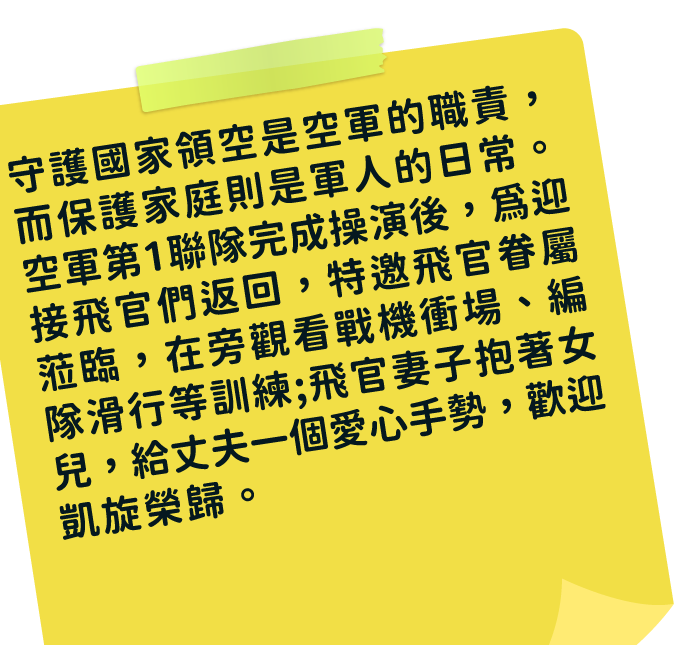 守護國家領空是空軍的職責，
而保護家庭則是軍人的日常。
空軍第1聯隊完成操演後，爲迎
接飛官們返回，特邀飛官眷屬
蒞臨，在旁觀看戰機衝場、編
隊滑行等訓練;飛官妻子抱著女
兒，給丈夫一個愛心手勢，歡迎
凱旋榮歸。